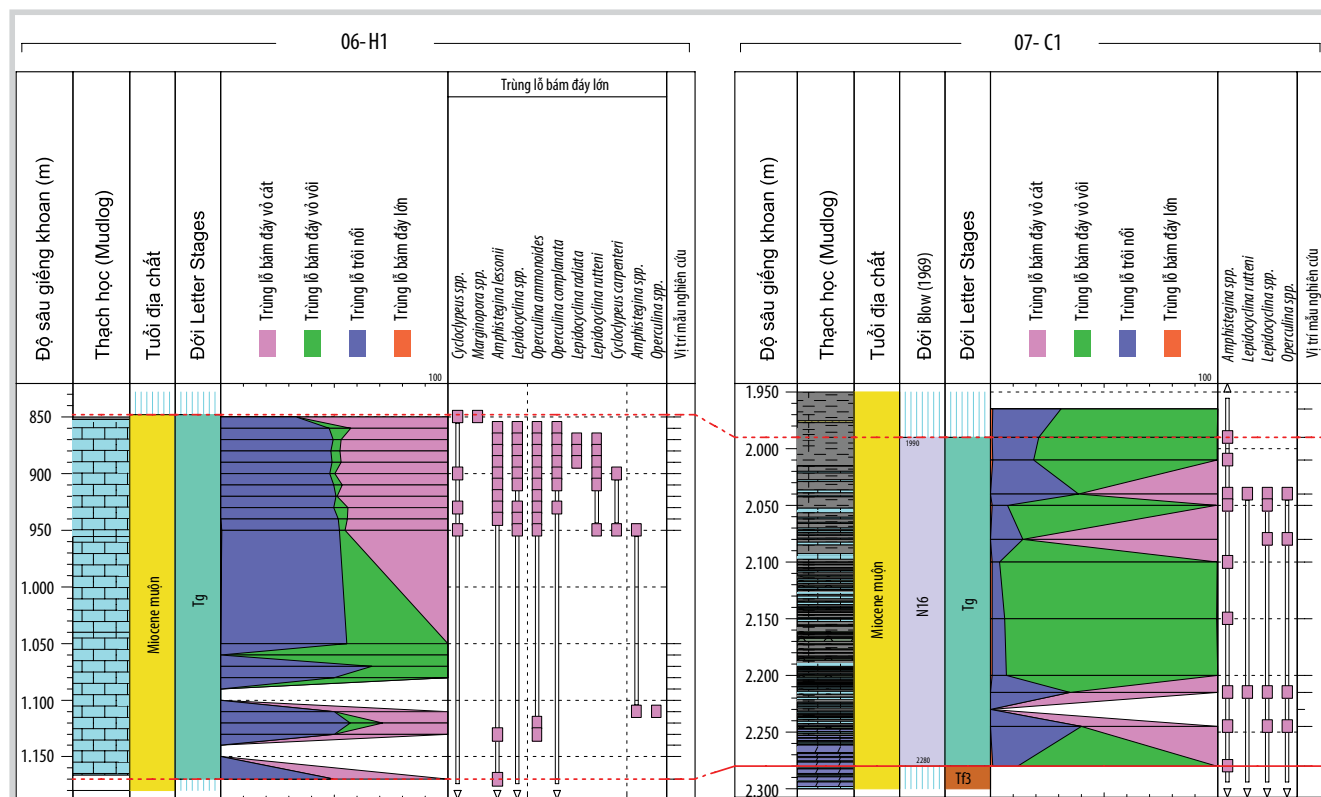 06- H1
Độ sâu giếng khoan (m)
Thạch học (Mudlog)
Tuổi địa chất
Đới Letter Stages
Trùng lỗ bám đáy vỏ cát
Trùng lỗ bám đáy vỏ vôi
Trùng lỗ trôi nổi
Trùng lỗ bám đáy lớn
100
Trùng lỗ bám đáy lớn
Cycloclypeus spp.
Marginopora spp.
Amphistegina lessonii
Lepidocyclina spp.
Operculina ammonoides
Operculina complanata
Lepidocyclina radiata
Lepidocyclina rutteni
Cycloclypeus carpenteri
Amphistegina spp.
Operculina spp.
Vị trí mẫu nghiên cứu
850
900
950
1.000
1.050
1.100
1.150
Miocene muộn
Tg
07- C1
Độ sâu giếng khoan (m)
Thạch học (Mudlog)
Tuổi địa chất
Đới Blow (1969)
Đới Letter Stages
Trùng lỗ bám đáy vỏ cát
Trùng lỗ bám đáy vỏ vôi
Trùng lỗ trôi nổi
Trùng lỗ bám đáy lớn
100
Amphistegina spp.
Lepidocyclina rutteni
Lepidocyclina spp.
Operculina spp.
Vị trí mẫu nghiên cứu
1.950
2.000
2.050
2.100
2.150
2.200
2.250
2.300
Miocene muộn
1990
N16
2280
Tg
Tf3